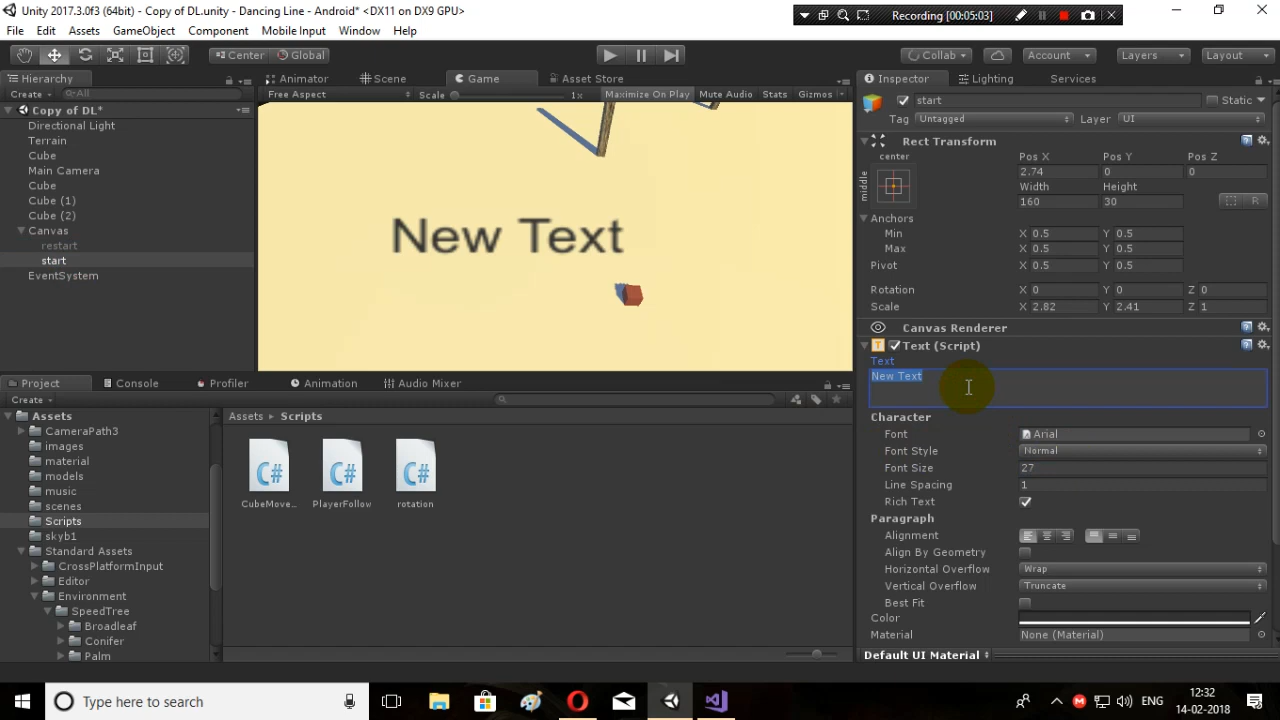 Unity 2017.3.0f3 (64bit) - Copy of DL.unity - Dancing Line - Android* <DX11 on DX9 GPU>
Recording [00:05:03]
File Edit Assets GameObject Component Mobile Input Window Help
Center Global Collab Account Layers Layout
Hierarchy Animator Scene Game Asset Store Inspector Lighting Services
Create All Free Aspect Scale 1x Maximize On Play Mute Audio Stats Gizmos start Static
Copy of DL*
Tag Untagged Layer UI
Directional Light
Terrain
Cube
Main Camera
Cube
Cube (1)
Cube (2)
Canvas
restart
start
EventSystem
New Text
Rect Transform
center Pos X Pos Y Pos Z
middle 2.74 0 0
Width Height
160 30 R
Anchors
Min X 0.5 Y 0.5
Max X 0.5 Y 0.5
Pivot X 0.5 Y 0.5
Rotation X 0 Y 0 Z 0
Scale X 2.82 Y 2.41 Z 1
Canvas Renderer
Text (Script)
Text
New Text
Character
Font Arial
Font Style Normal
Font Size 27
Line Spacing 1
Rich Text
Paragraph
Alignment
Align By Geometry
Horizontal Overflow Wrap
Vertical Overflow Truncate
Best Fit
Color
Material None (Material)
Default UI Material
Project Console Profiler Animation Audio Mixer
Create
Assets
CameraPath3
images
material
models
music
scenes
Scripts
skyb1
Standard Assets
CrossPlatformInput
Editor
Environment
SpeedTree
Broadleaf
Conifer
Palm
Assets Scripts
C# C# C#
CubeMove... PlayerFollow rotation
Type here to search
ENG
12:32
14-02-2018